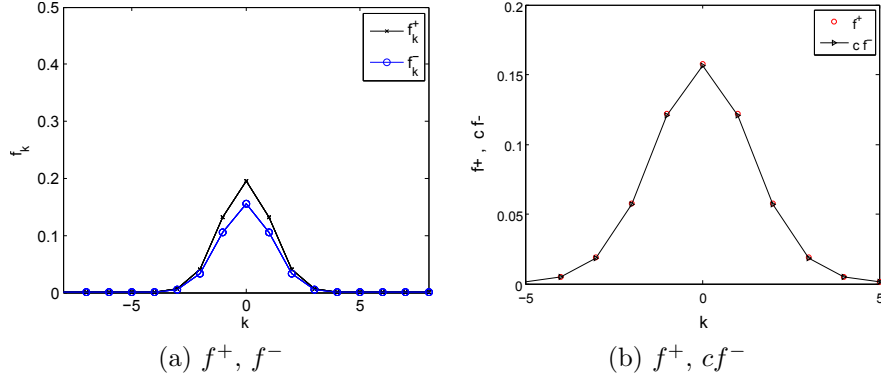 0.5
0.4
0.3
0.2
0.1
0
f_k
−5
0
5
k
f_k^+
f_k^-
(a) f^+, f^-
0.2
0.15
0.1
0.05
0
f+ , c f-
−5
0
5
k
f^+
c f^-
(b) f^+, cf^-